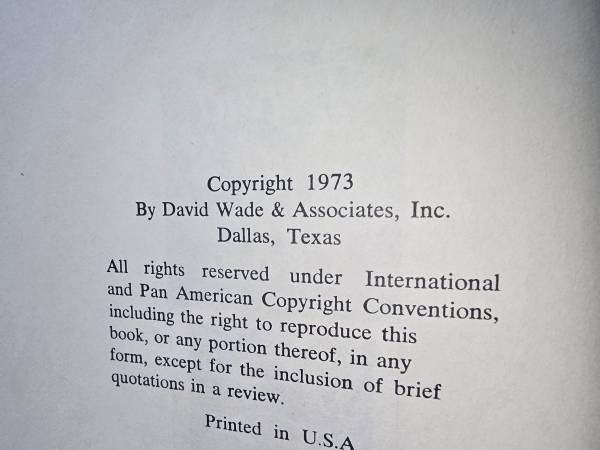 Copyright 1973
By David Wade & Associates, Inc.
Dallas, Texas
All rights reserved under International
and Pan American Copyright Conventions,
including the right to reproduce this
book, or any portion thereof, in any
form, except for the inclusion of brief
quotations in a review.
Printed in U.S.A